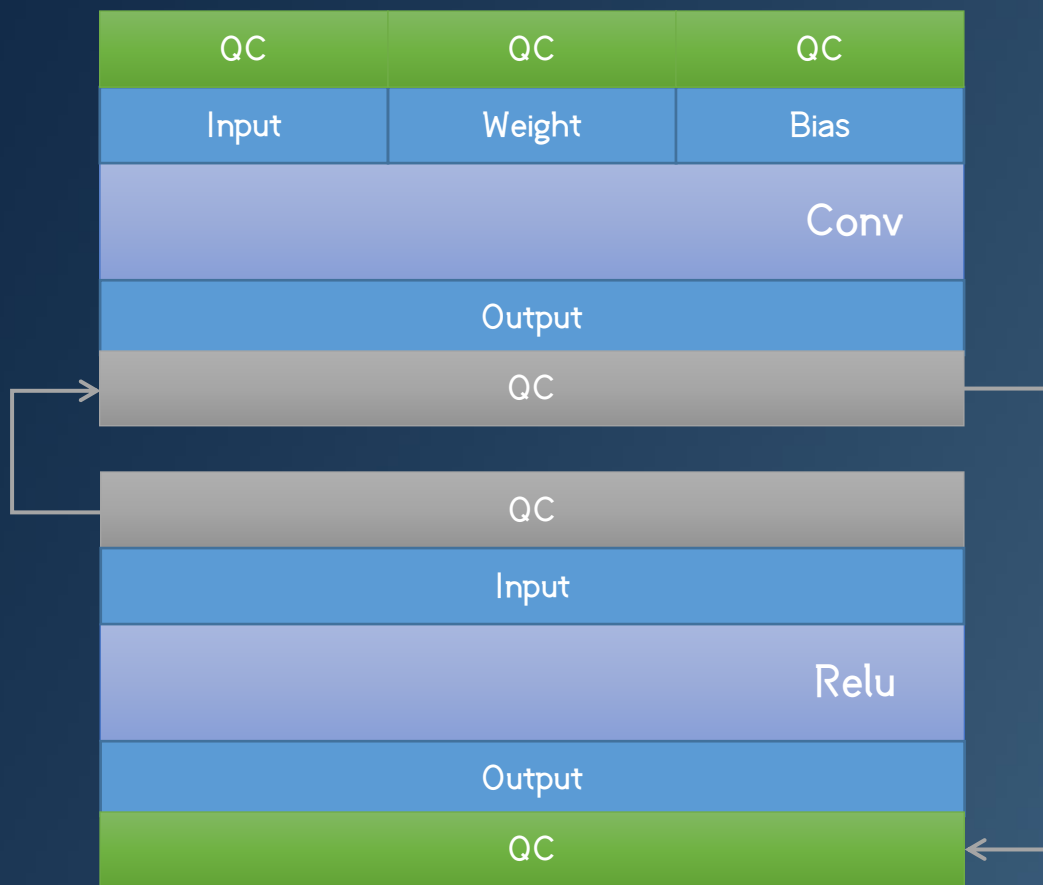 QC QC QC
Input Weight Bias
Conv
Output
QC
QC
Input
Relu
Output
QC